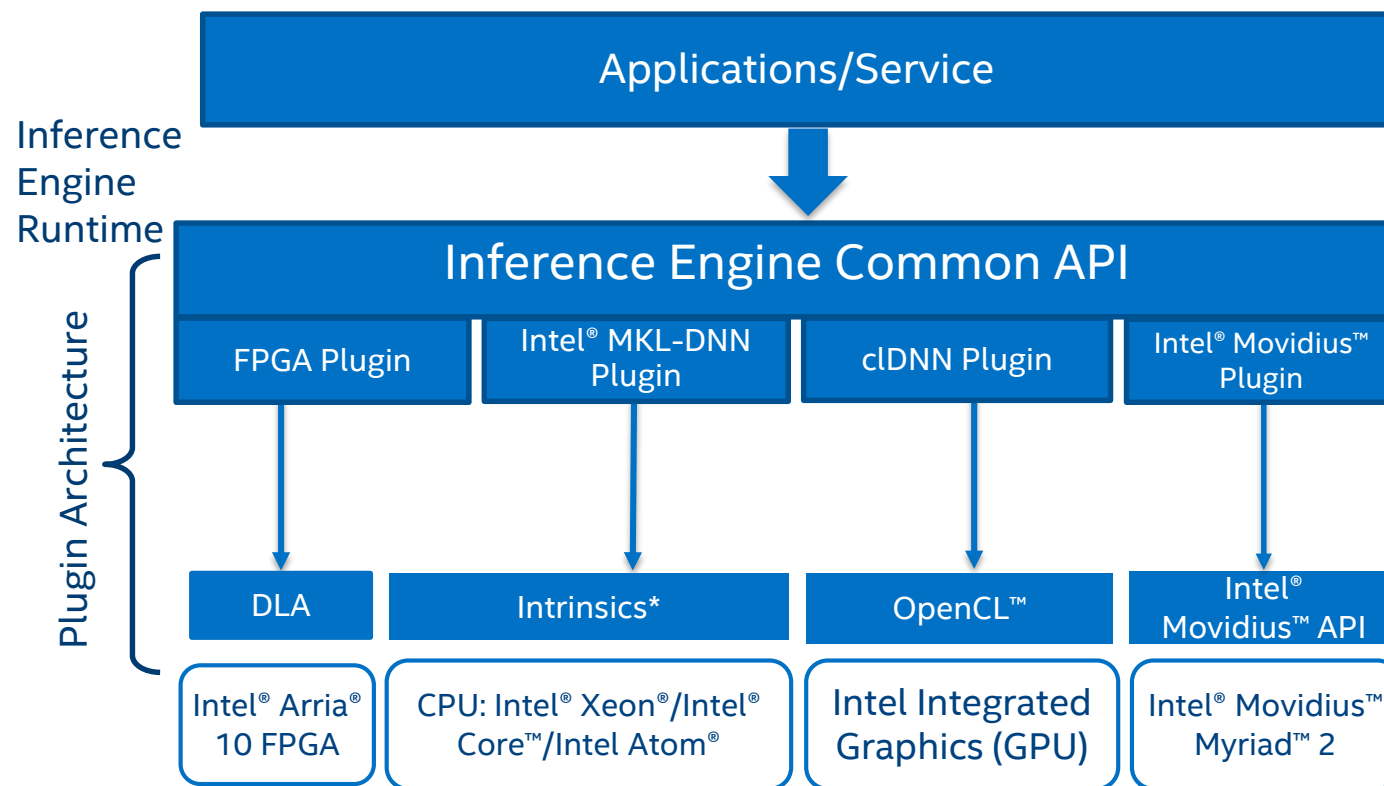 Applications/Service
Inference
Engine
Runtime
Inference Engine Common API
FPGA Plugin
Intel® MKL-DNN
Plugin
clDNN Plugin
Intel® Movidius™
Plugin
Plugin Architecture
DLA
Intrinsics*
OpenCL™
Intel®
Movidius™ API
Intel® Arria®
10 FPGA
CPU: Intel® Xeon®/Intel®
Core™/Intel Atom®
Intel Integrated
Graphics (GPU)
Intel® Movidius™
Myriad™ 2